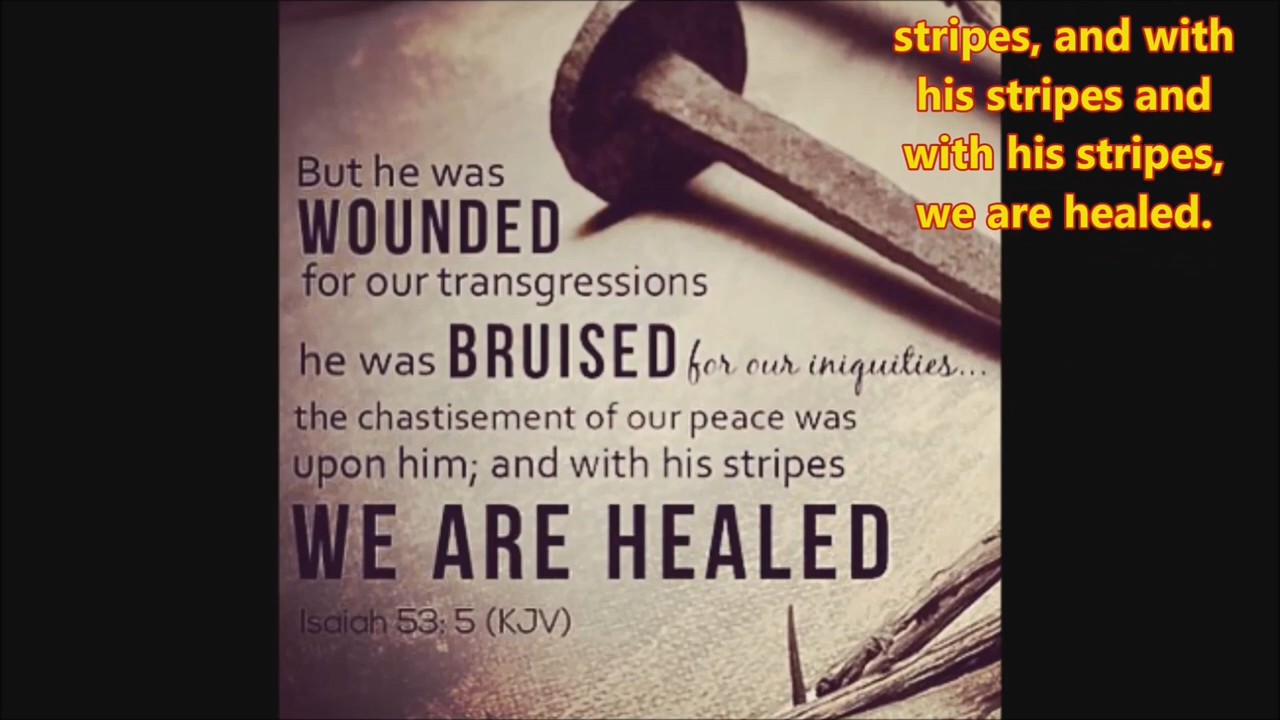 stripes, and with
his stripes and
with his stripes,
we are healed.
But he was
WOUNDED
for our transgressions
he was BRUISED for our iniquities...
the chastisement of our peace was
upon him; and with his stripes
WE ARE HEALED
Isaiah 53: 5 (KJV)